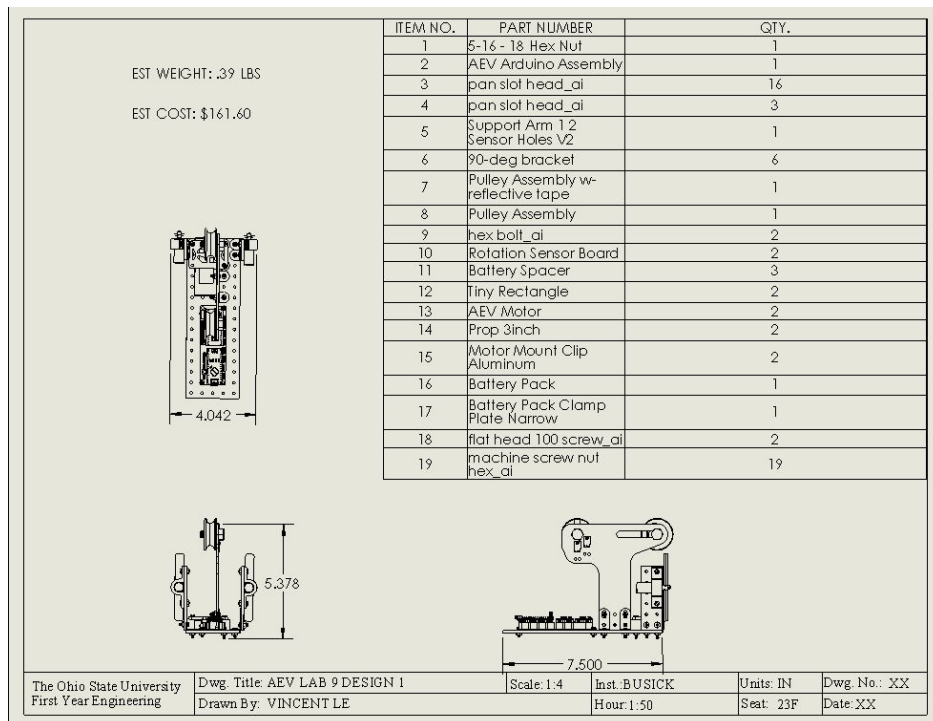 EST WEIGHT: .39 LBS
EST COST: $161.60
ITEM NO. PART NUMBER QTY.
1 5-16 - 18 Hex Nut 1
2 AEV Arduino Assembly 1
3 pan slot head_ai 16
4 pan slot head_ai 3
5 Support Arm 1 2 Sensor Holes V2 1
6 90-deg bracket 6
7 Pulley Assembly w-reflective tape 1
8 Pulley Assembly 1
9 hex bolt_ai 2
10 Rotation Sensor Board 2
11 Battery Spacer 3
12 Tiny Rectangle 2
13 AEV Motor 2
14 Prop 3inch 2
15 Motor Mount Clip Aluminum 2
16 Battery Pack 1
17 Battery Pack Clamp Plate Narrow 1
18 flat head 100 screw_ai 2
19 machine screw nut hex_ai 19
4.042
5.378
7.500
The Ohio State University
First Year Engineering
Dwg. Title: AEV LAB 9 DESIGN 1
Scale: 1:4
Inst.:BUSICK
Units: IN
Dwg. No.: XX
Drawn By: VINCENT LE
Hour: 1:50
Seat: 23F
Date: XX